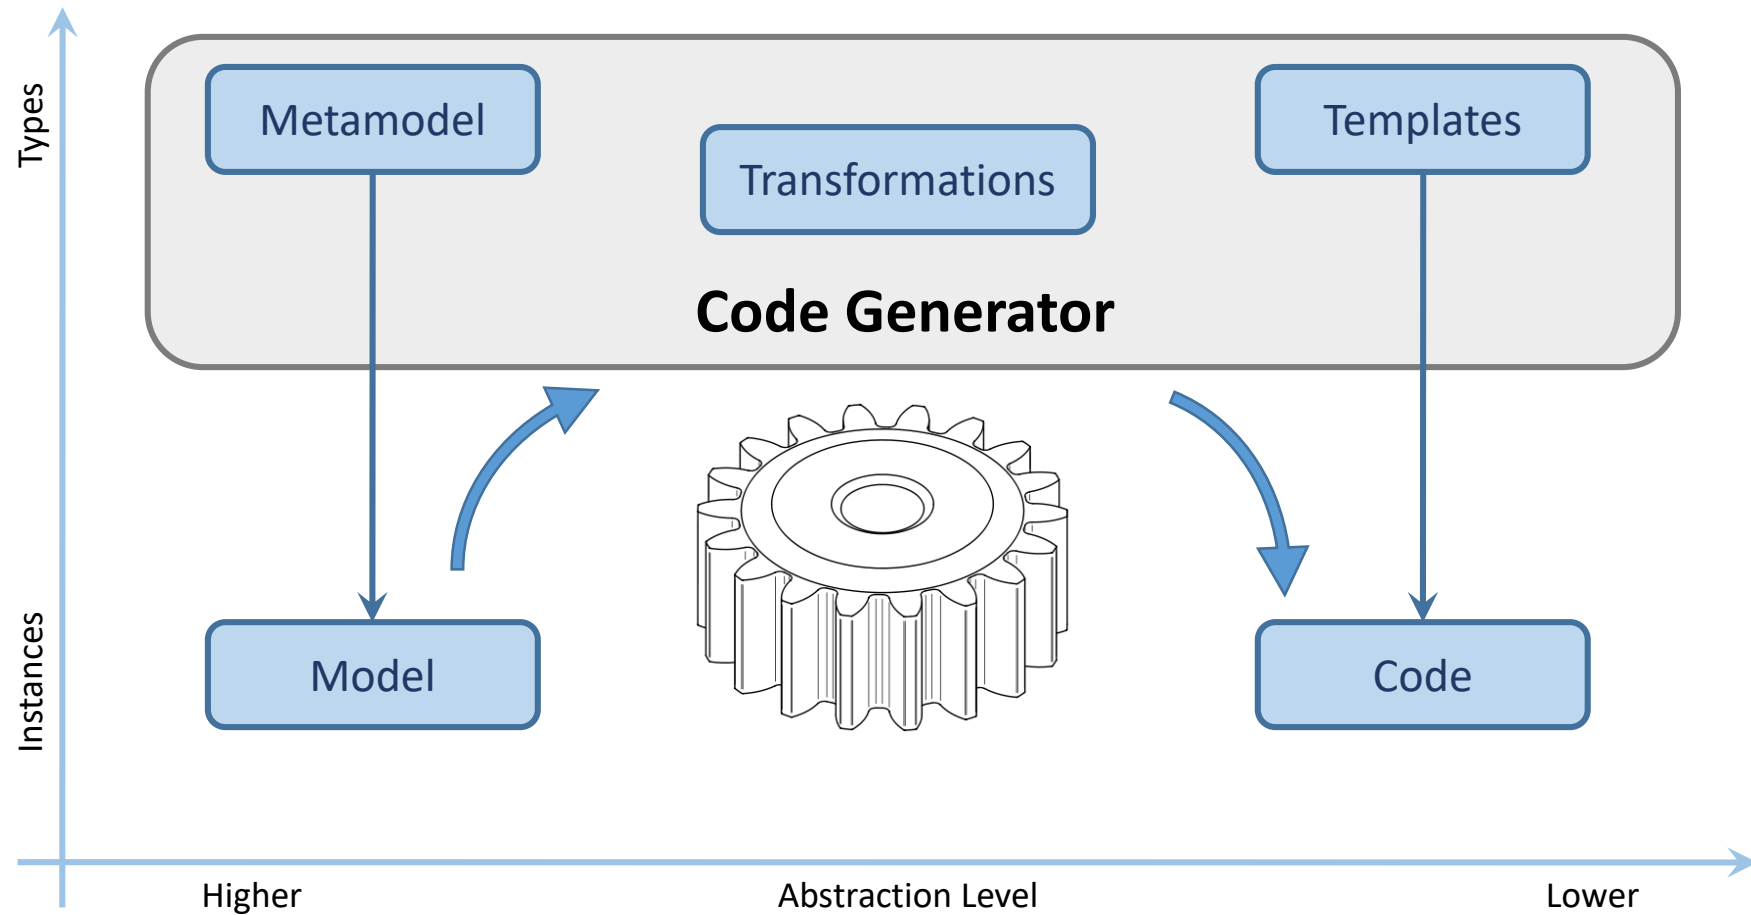 Types
Metamodel
Templates
Transformations
Code Generator
Instances
Model
Code
Higher
Abstraction Level
Lower